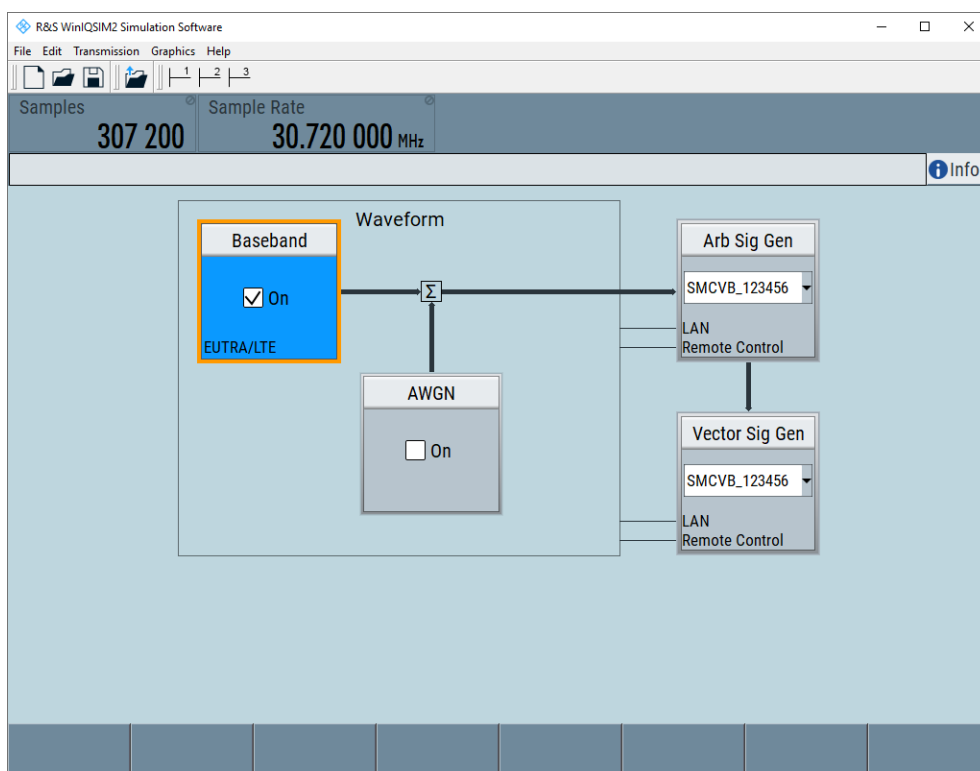 R&S WinIQSIM2 Simulation Software
File Edit Transmission Graphics Help
1 2 3
Samples
307 200
Sample Rate
30.720 000 MHz
i Info
Waveform
Baseband
On
EUTRA/LTE
Σ
AWGN
On
Arb Sig Gen
SMCVB_123456
LAN
Remote Control
Vector Sig Gen
SMCVB_123456
LAN
Remote Control